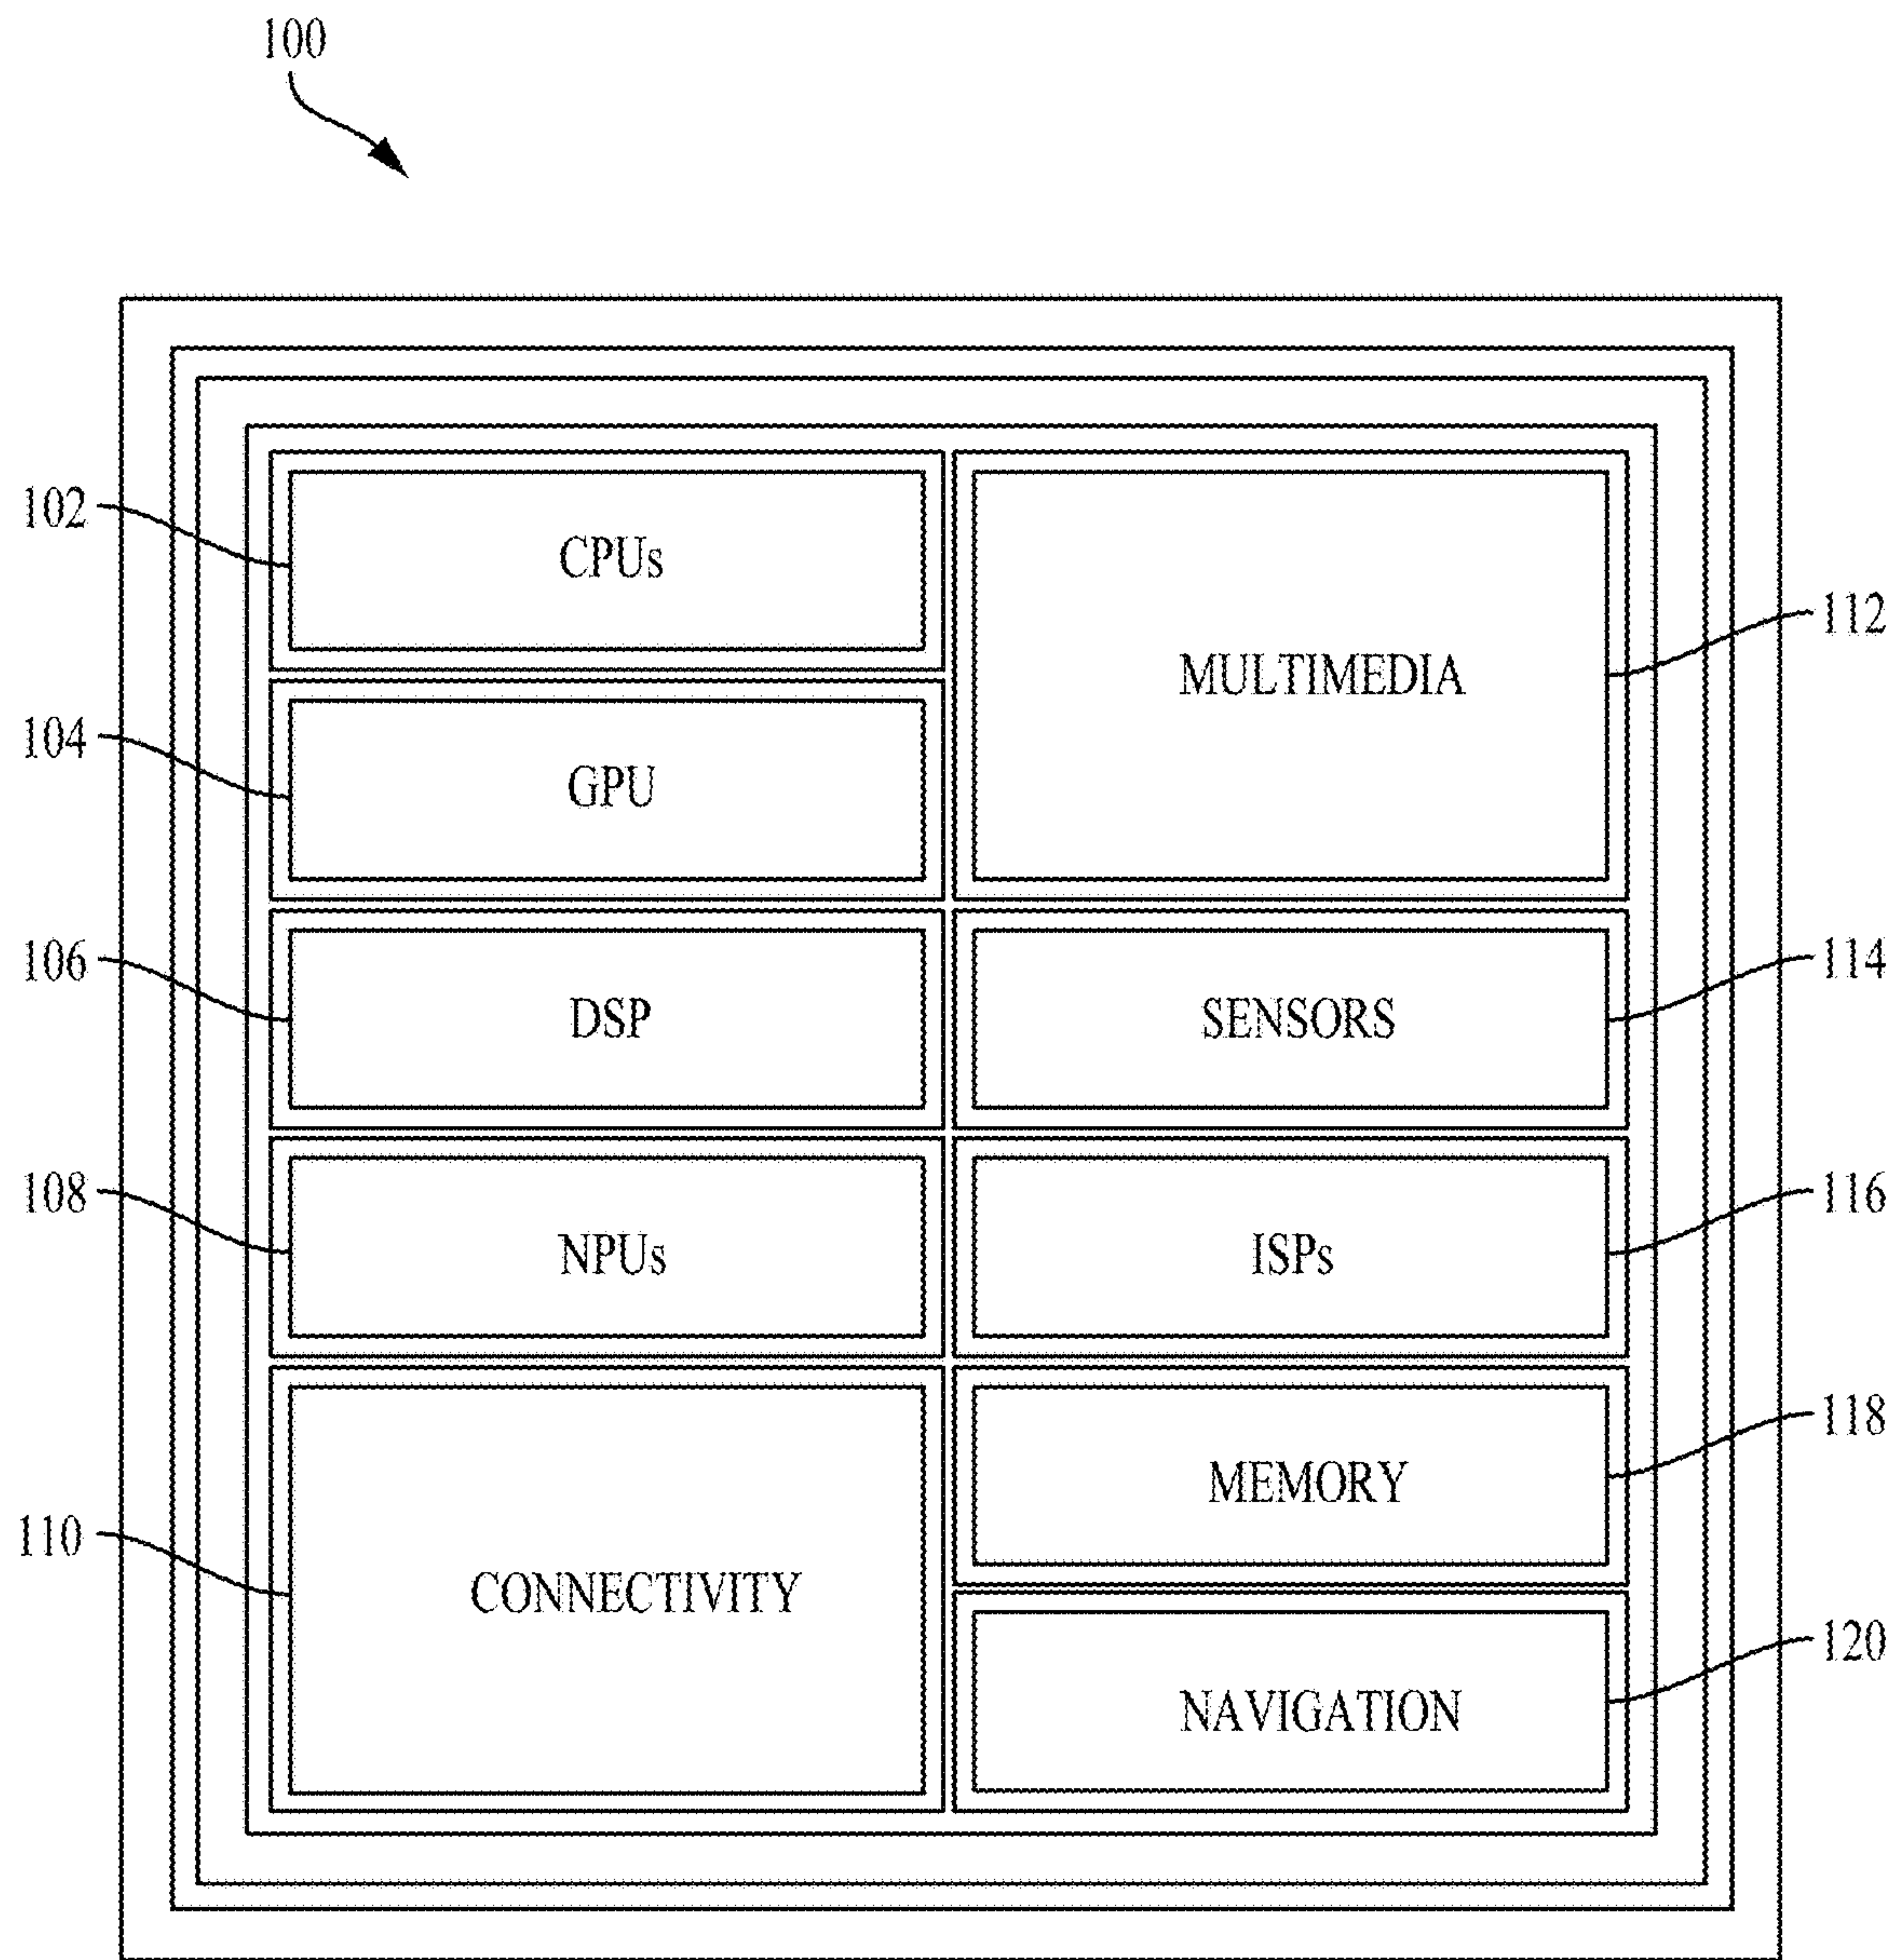 100
102
CPUs
MULTIMEDIA
112
104
GPU
106
DSP
SENSORS
114
108
NPUs
ISPs
116
110
CONNECTIVITY
MEMORY
118
NAVIGATION
120